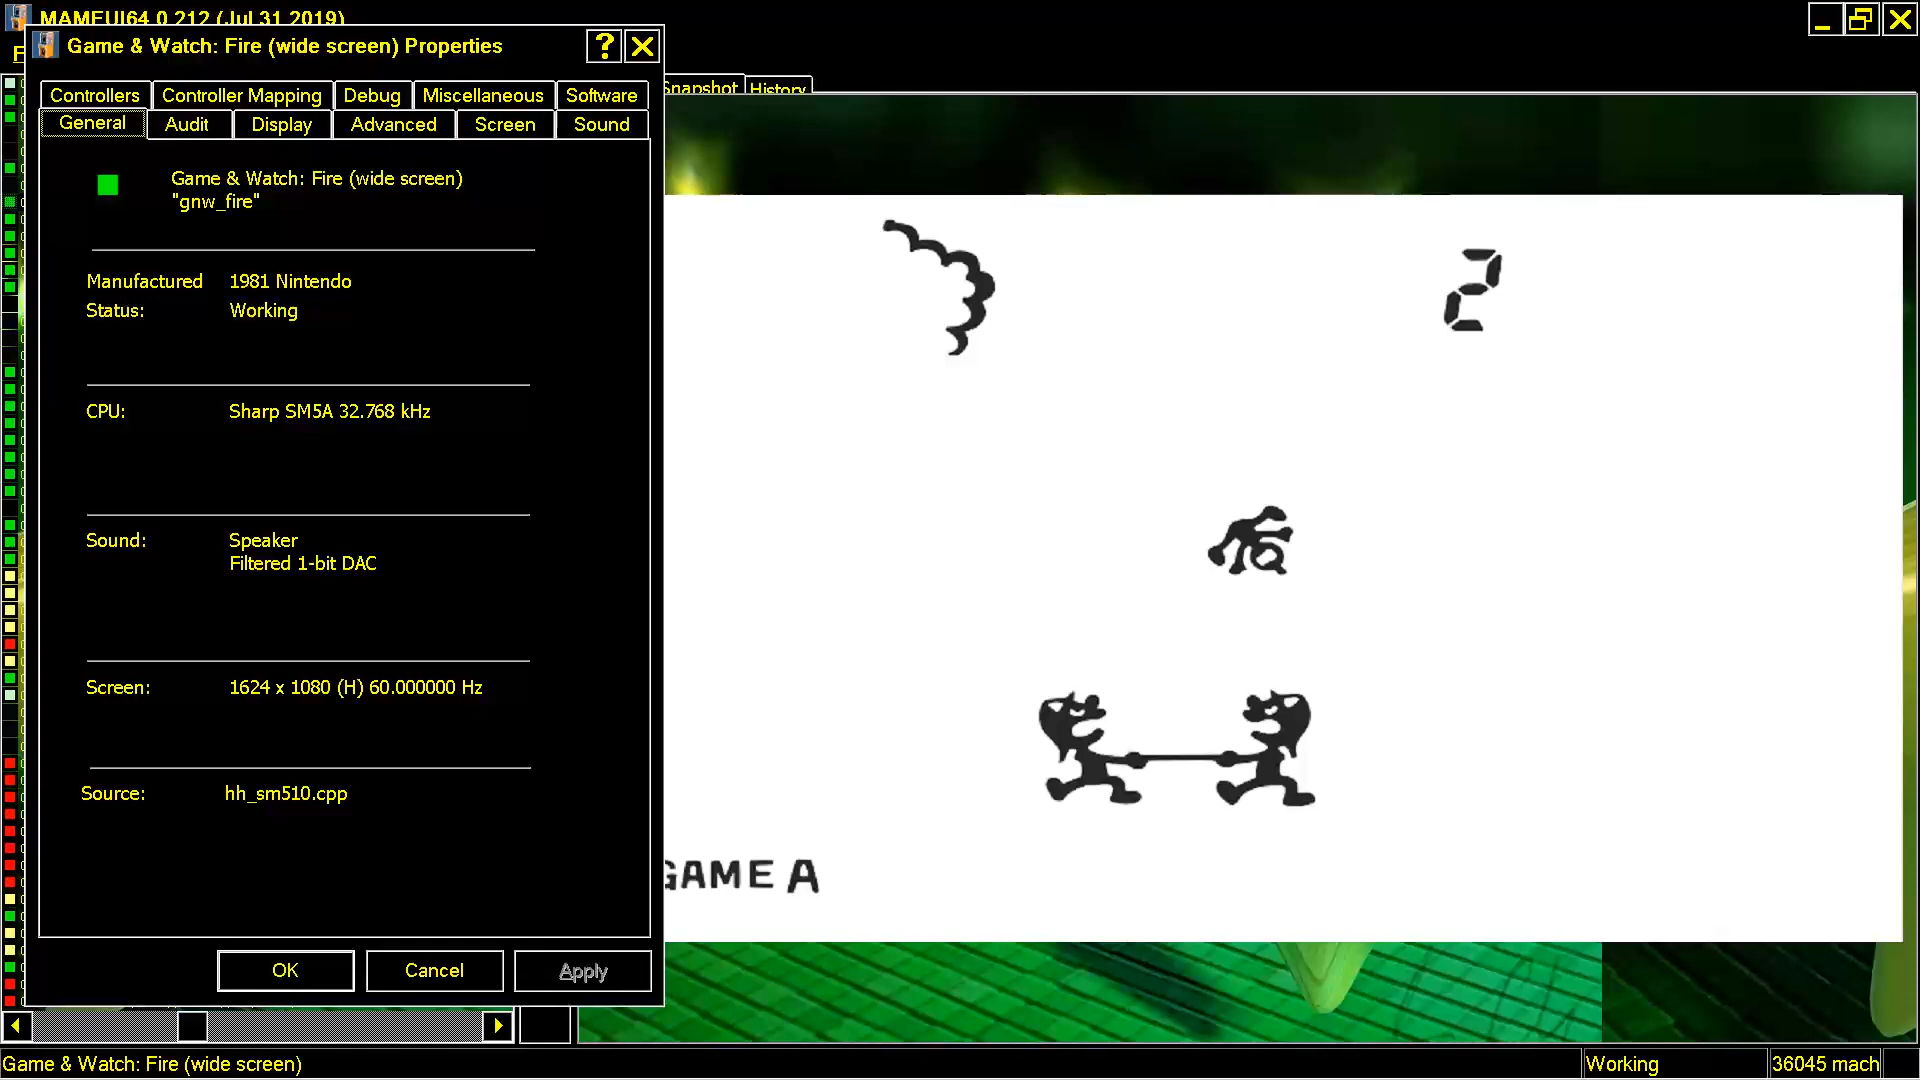 MAMEUI64 0.212 (Jul 31 2019)
Game & Watch: Fire (wide screen) Properties
?
Controllers Controller Mapping Debug Miscellaneous Software
General Audit Display Advanced Screen Sound
Snapshot History
Game & Watch: Fire (wide screen)
"gnw_fire"
Manufactured 1981 Nintendo
Status: Working
CPU: Sharp SM5A 32.768 kHz
Sound: Speaker
Filtered 1-bit DAC
Screen: 1624 x 1080 (H) 60.000000 Hz
Source: hh_sm510.cpp
OK Cancel Apply
2
GAME A
Game & Watch: Fire (wide screen) Working 36045 mach